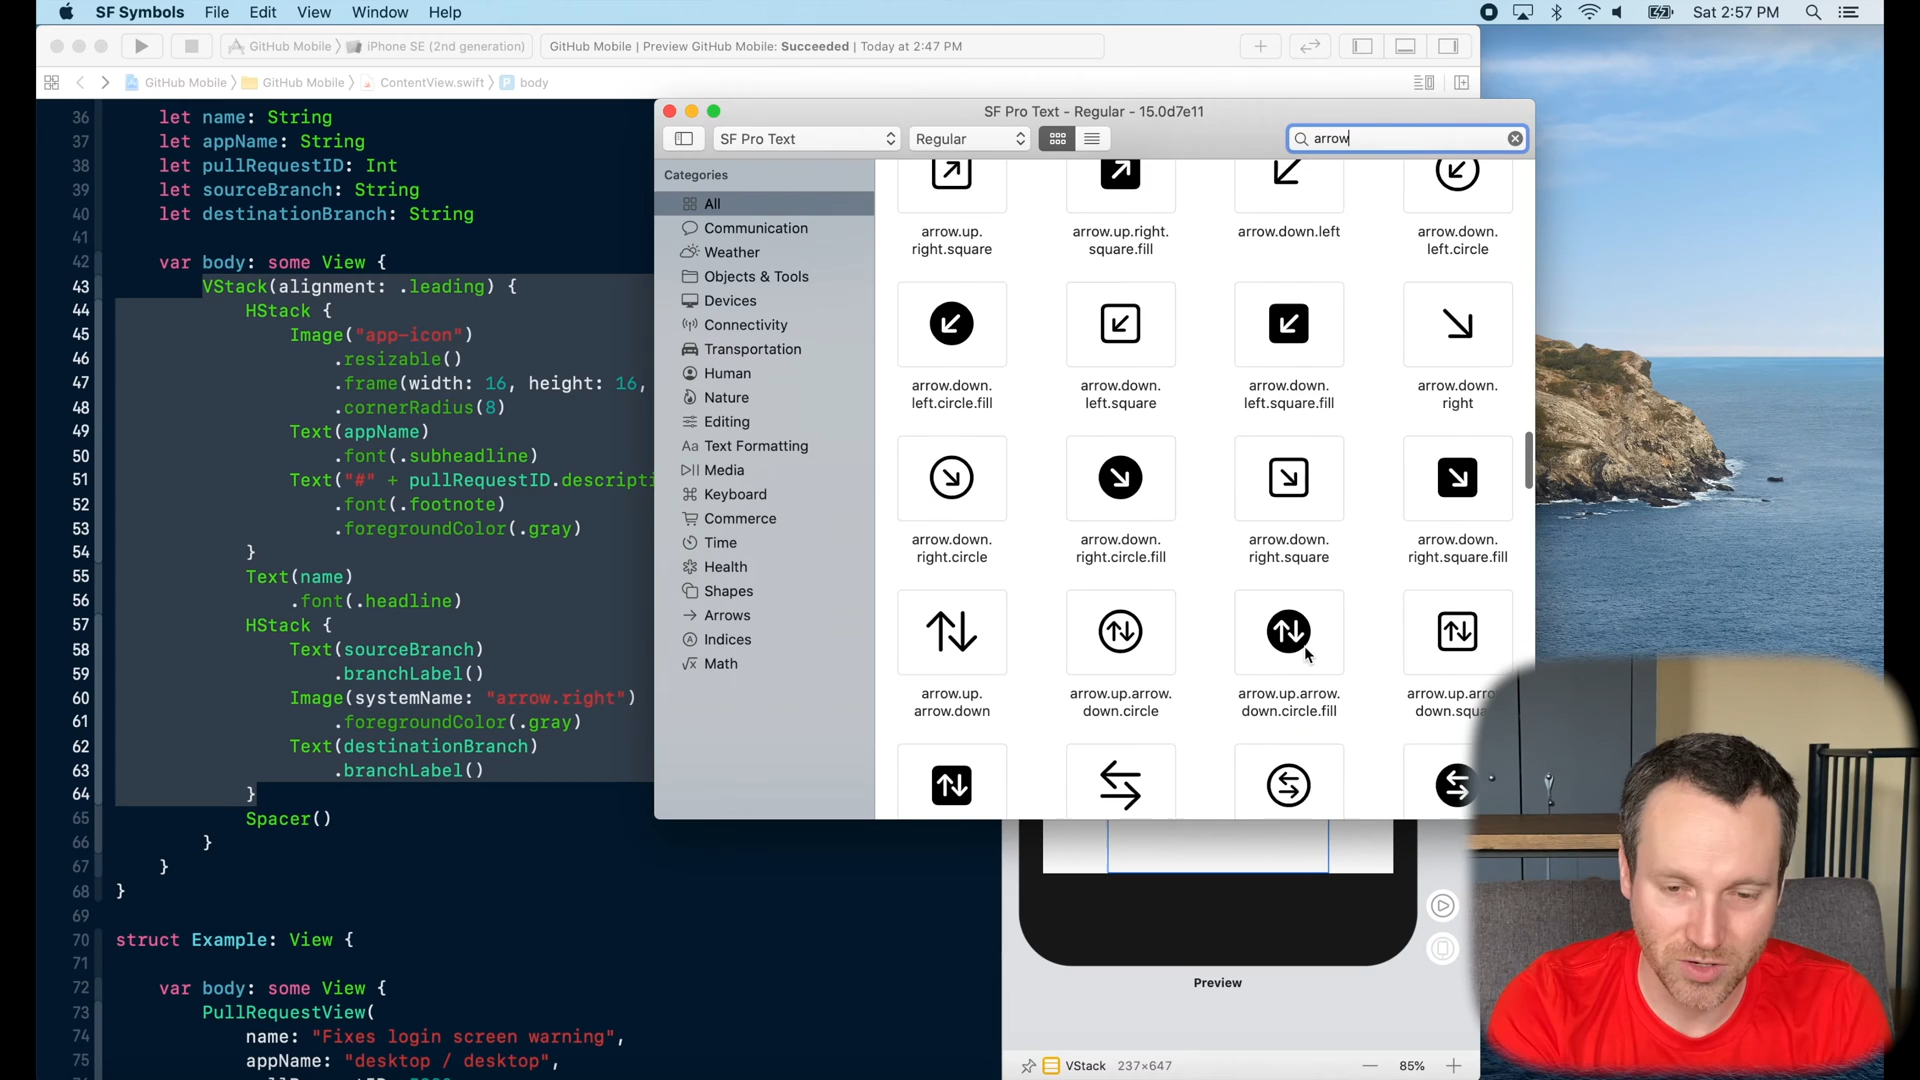 SF Symbols File Edit View Window Help Sat 2:57 PM
GitHub Mobile iPhone SE (2nd generation) GitHub Mobile | Preview GitHub Mobile: Succeeded | Today at 2:47 PM
GitHub Mobile GitHub Mobile ContentView.swift P body
36 let name: String
37 let appName: String
38 let pullRequestID: Int
39 let sourceBranch: String
40 let destinationBranch: String
41
42 var body: some View {
43 VStack(alignment: .leading) {
44 HStack {
45 Image("app-icon")
46 .resizable()
47 .frame(width: 16, height: 16,
48 .cornerRadius(8)
49 Text(appName)
50 .font(.subheadline)
51 Text("#" + pullRequestID.descripti
52 .font(.footnote)
53 .foregroundColor(.gray)
54 }
55 Text(name)
56 .font(.headline)
57 HStack {
58 Text(sourceBranch)
59 .branchLabel()
60 Image(systemName: "arrow.right")
61 .foregroundColor(.gray)
62 Text(destinationBranch)
63 .branchLabel()
64 }
65 Spacer()
66 }
67 }
68 }
69
70 struct Example: View {
71
72 var body: some View {
73 PullRequestView(
74 name: "Fixes login screen warning",
75 appName: "desktop / desktop",
SF Pro Text - Regular - 15.0d7e11
SF Pro Text Regular arrow
Categories
All
Communication
Weather
Objects & Tools
Devices
Connectivity
Transportation
Human
Nature
Editing
Aa Text Formatting
Media
Keyboard
Commerce
Time
Health
Shapes
Arrows
A Indices
√x Math
arrow.up.
right.square
arrow.up.right.
square.fill
arrow.down.left
arrow.down.
left.circle
arrow.down.
left.circle.fill
arrow.down.
left.square
arrow.down.
left.square.fill
arrow.down.
right
arrow.down.
right.circle
arrow.down.
right.circle.fill
arrow.down.
right.square
arrow.down.
right.square.fill
arrow.up.
arrow.down
arrow.up.arrow.
down.circle
arrow.up.arrow.
down.circle.fill
arrow.up.arro
down.squa
Preview
VStack 237×647 85%